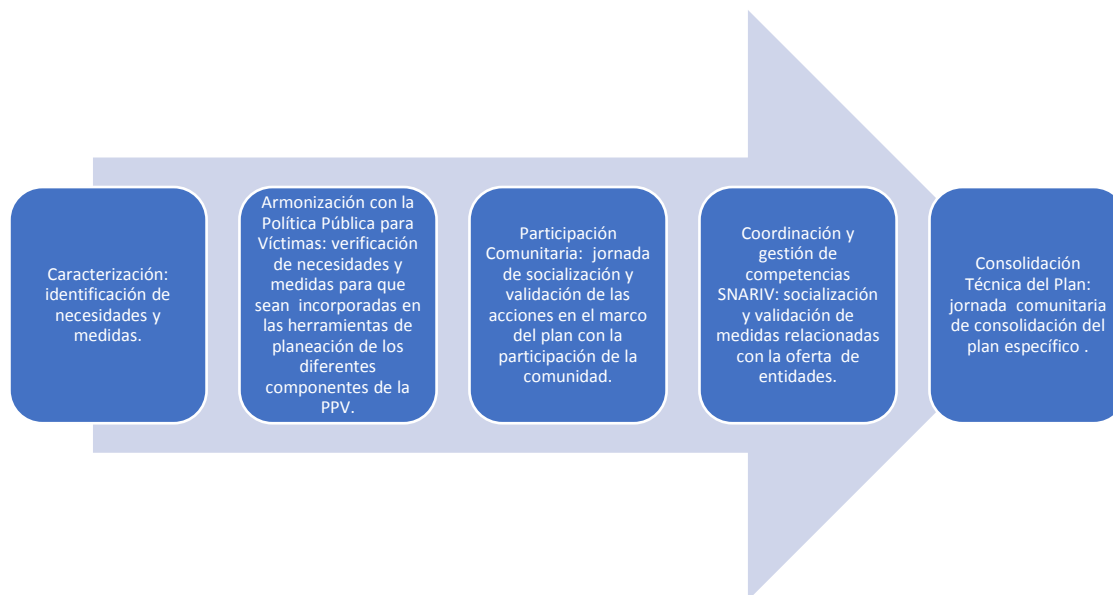 Caracterización:
identificación de
necesidades y
medidas.
Armonización con la
Política Pública para
Víctimas: verificación
de necesidades y
medidas para que
sean incorporadas en
las herramientas de
planeación de los
diferentes
componentes de la
PPV.
Participación
Comunitaria: jornada
de socialización y
validación de las
acciones en el marco
del plan con la
participación de la
comunidad.
Coordinación y
gestión de
competencias
SNARIV: socialización
y validación de
medidas relacionadas
con la oferta de
entidades.
Consolidación
Técnica del Plan:
jornada comunitaria
de consolidación del
plan específico .